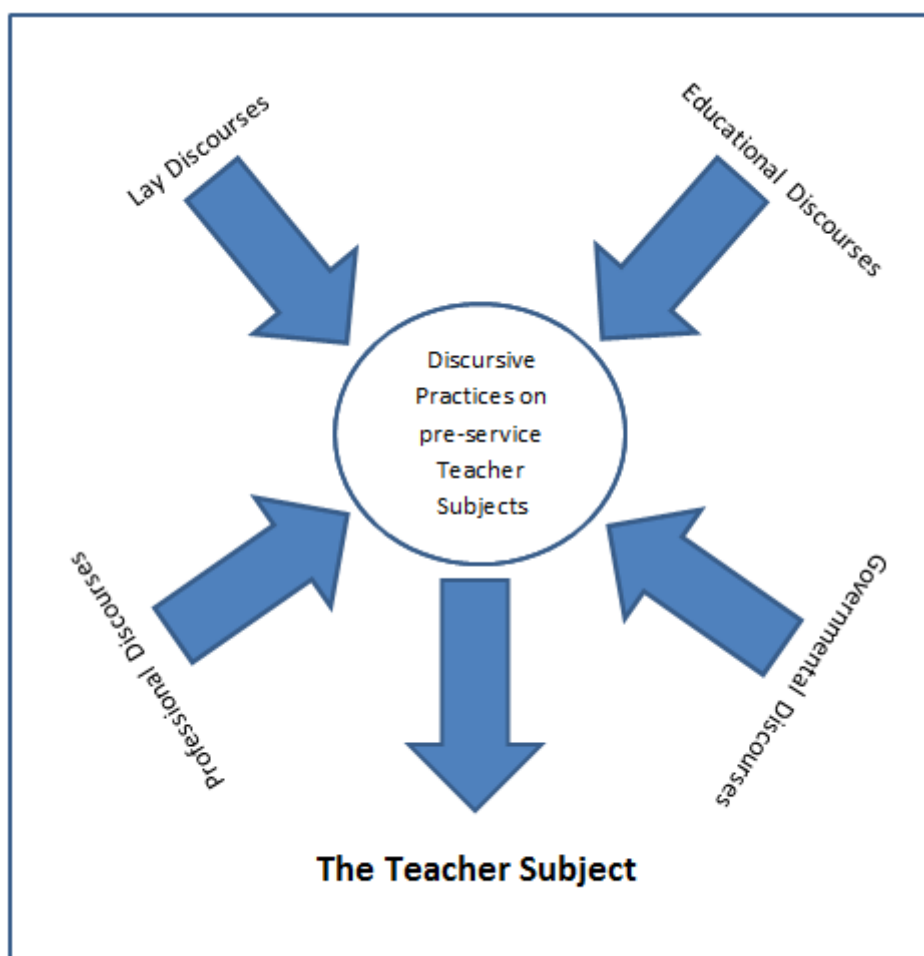 Lay Discourses
Educational Discourses
Discursive
Practices on
pre-service
Teacher
Subjects
Professional Discourses
Governmental Discourses
The Teacher Subject